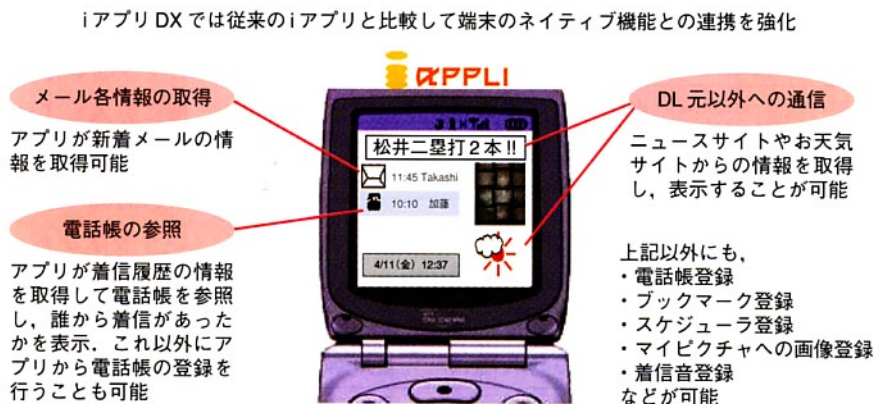 iアプリDXでは従来のiアプリと比較して端末のネイティブ機能との連携を強化
i αPPLI
メール各情報の取得
アプリが新着メールの情
報を取得可能
電話帳の参照
アプリが着信履歴の情報
を取得して電話帳を参照
し，誰から着信があった
かを表示．これ以外にア
プリから電話帳の登録を
行うことも可能
松井二塁打2本!!
11:45 Takashi
10:10 加藤
4/11(金) 12:37
DL元以外への通信
ニュースサイトやお天気
サイトからの情報を取得
し，表示することが可能
上記以外にも，
・電話帳登録
・ブックマーク登録
・スケジューラ登録
・マイピクチャへの画像登録
・着信音登録
などが可能